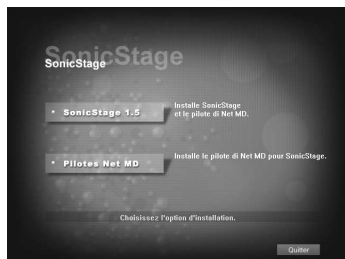 SonicStage
SonicStage
• SonicStage 1.5
Installe SonicStage
et le pilote di Net MD.
• Pilotes Net MD
Installe le pilote di Net MD pour SonicStage.
Choisissez l'option d'installation.
Quitter